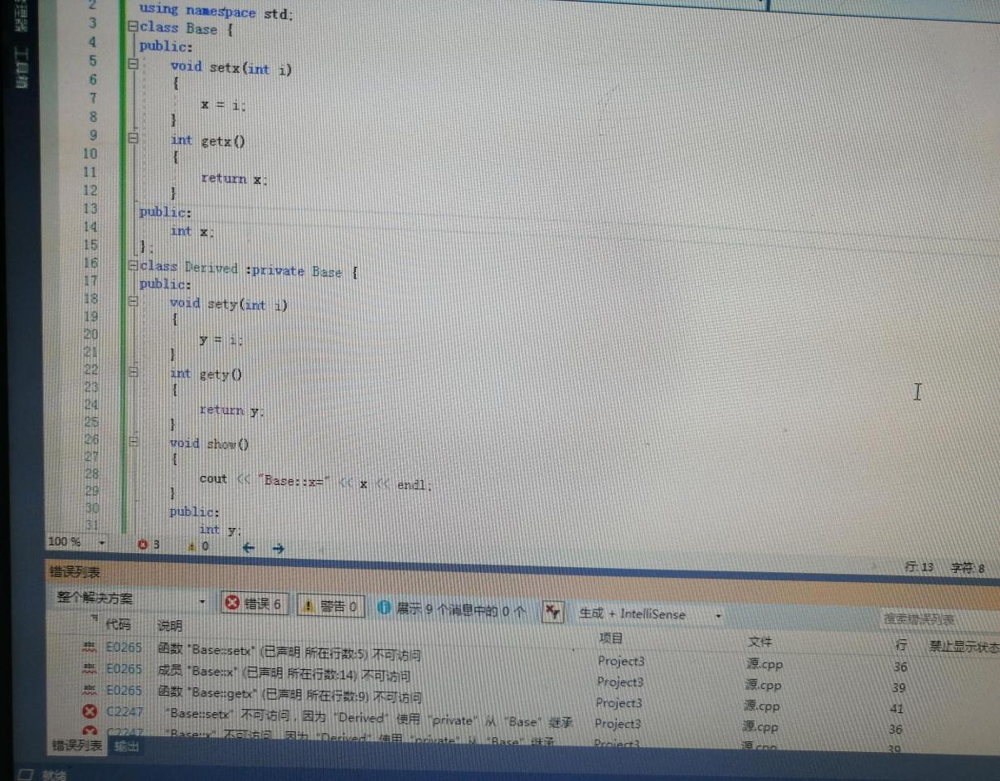 工具箱
2 using namespace std;
3 class Base {
4 public:
5 void setx(int i)
6 {
7 x = i;
8 }
9 int getx()
10 {
11 return x;
12 }
13 public:
14 int x;
15 };
16 class Derived :private Base {
17 public:
18 void sety(int i)
19 {
20 y = i;
21 }
22 int gety()
23 {
24 return y;
25 }
26 void show()
27 {
28 cout << "Base::x=" << x << endl;
29 }
30 public:
31 int y;
100 % 3 0
行: 13 字符: 8
错误列表
整个解决方案 错误 6 警告 0 展示 9 个消息中的 0 个 生成 + IntelliSense 搜索错误列表
代码 说明 项目 文件 行 禁止显示状态
E0265 函数 "Base::setx" (已声明 所在行数:5) 不可访问 Project3 源.cpp 36
E0265 成员 "Base::x" (已声明 所在行数:14) 不可访问 Project3 源.cpp 39
E0265 函数 "Base::getx" (已声明 所在行数:9) 不可访问 Project3 源.cpp 41
C2247 "Base::setx" 不可访问，因为 "Derived" 使用 "private" 从 "Base" 继承 Project3 源.cpp 36
C2247 "Base::x" 不可访问，因为 "Derived" 使用 "private" 从 "Base" 继承 Project3 源.cpp 39
错误列表 输出
就绪